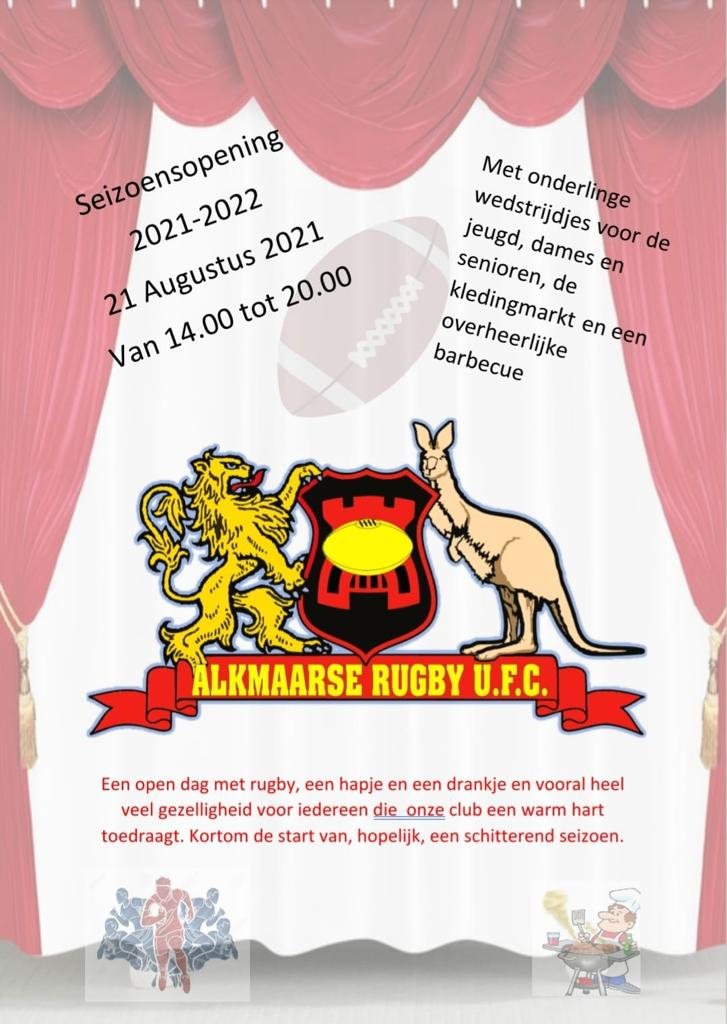 Seizoensopening
2021-2022
21 Augustus 2021
Van 14.00 tot 20.00
Met onderlinge
wedstrijdjes voor de
jeugd, dames en
senioren, de
kledingmarkt en een
overheerlijke
barbecue
ALKMAARSE RUGBY U.F.C.
Een open dag met rugby, een hapje en een drankje en vooral heel
veel gezelligheid voor iedereen die  onze club een warm hart
toedraagt. Kortom de start van, hopelijk, een schitterend seizoen.